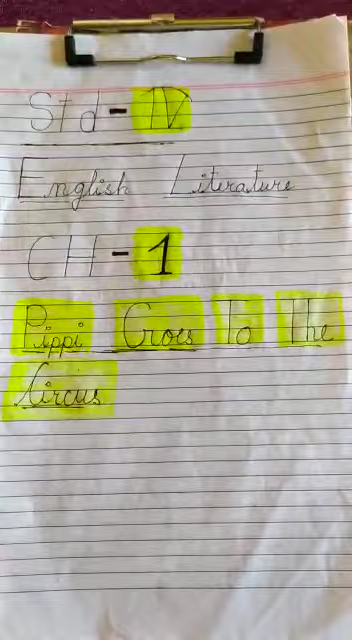 Std - IV
English Literature
CH - 1
Pippi Goes To The
Circus